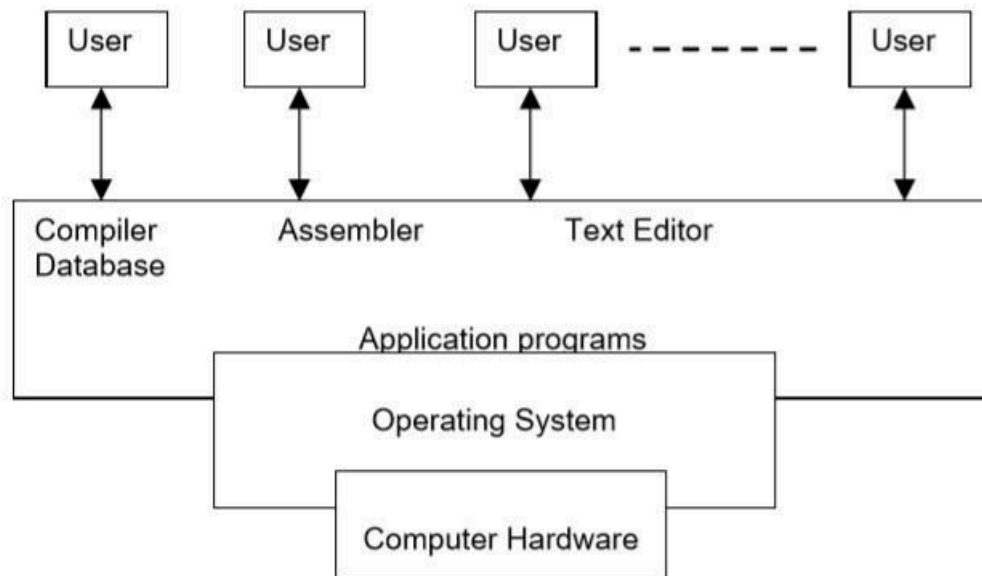 User User User User
Compiler Assembler Text Editor
Database
Application programs
Operating System
Computer Hardware